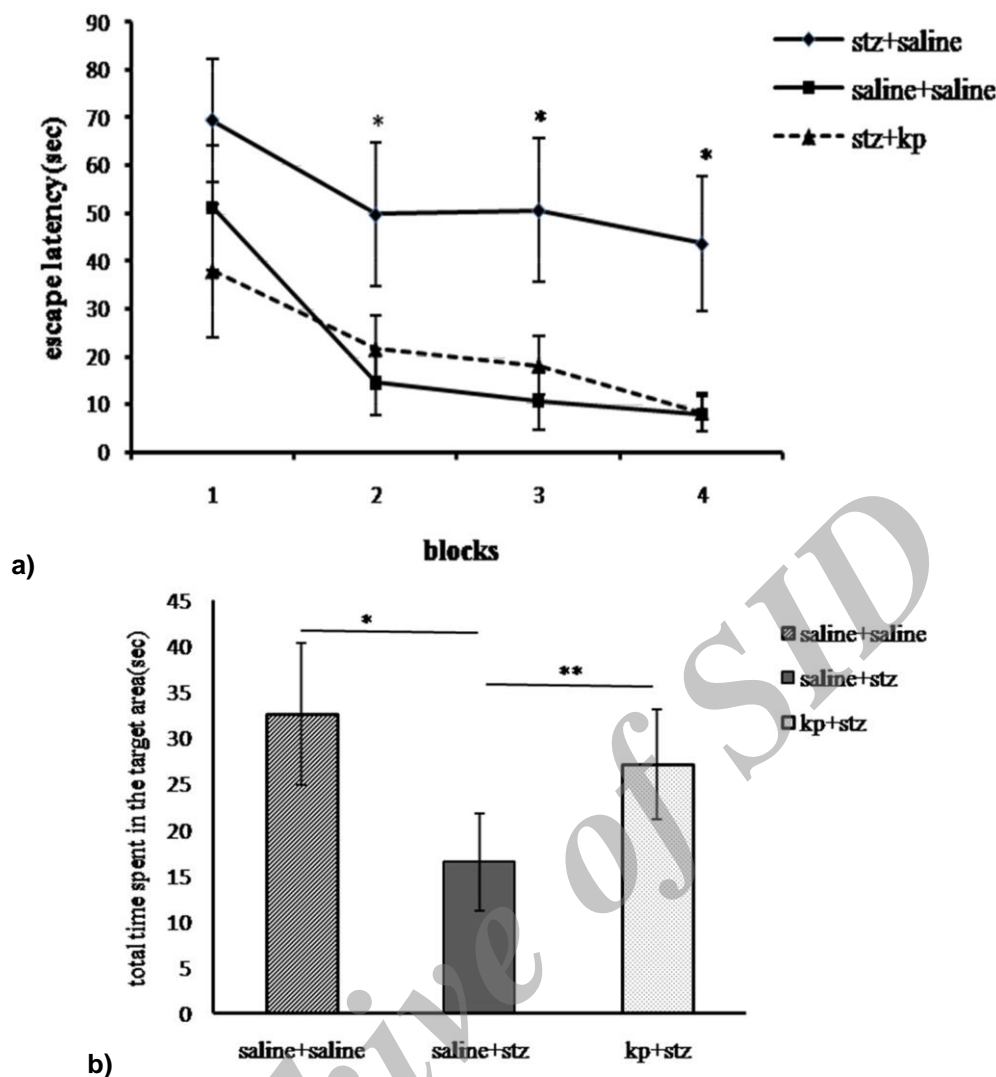 90
80
70
60
50
40
30
20
10
0
escape latency(sec)
* * *
stz+saline
saline+saline
stz+kp
1 2 3 4
blocks
a)
45
40
35
30
25
20
15
10
5
0
total time spent in the target area(sec)
*
**
saline+saline
saline+stz
kp+stz
saline+saline saline+stz kp+stz
b)
hive of SID